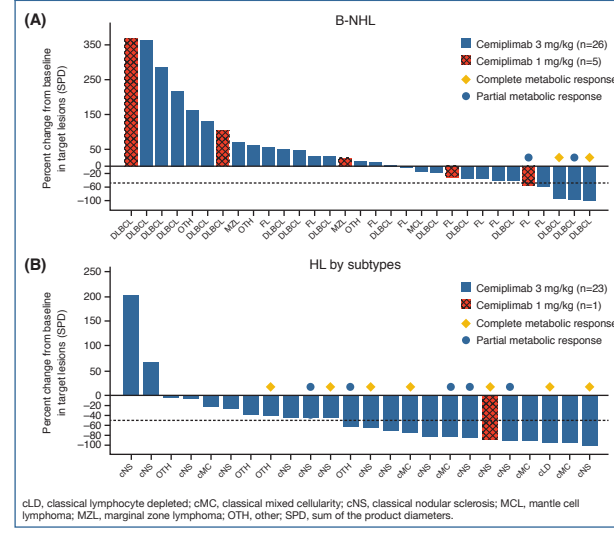 (A)
B-NHL
Percent change from baseline
in target lesions (SPD)
350
250
150
50
0
−20
−60
−100
Cemiplimab 3 mg/kg (n=26)
Cemiplimab 1 mg/kg (n=5)
Complete metabolic response
Partial metabolic response
DLBCL DLBCL DLBCL DLBCL OTH DLBCL DLBCL MZL OTH FL DLBCL DLBCL FL DLBCL MZL OTH FL DLBCL FL MCL DLBCL FL DLBCL FL FL DLBCL FL FL DLBCL DLBCL DLBCL
(B)
HL by subtypes
Percent change from baseline
in target lesions (SPD)
250
200
150
100
50
0
−20
−40
−60
−80
−100
Cemiplimab 3 mg/kg (n=23)
Cemiplimab 1 mg/kg (n=1)
Complete metabolic response
Partial metabolic response
cNS cNS OTH cNS cMC cNS OTH OTH cNS cNS cNS OTH cNS cNS cMC cNS cMC cNS cNS cNS cMC cLD cMC cNS
cLD, classical lymphocyte depleted; cMC, classical mixed cellularity; cNS, classical nodular sclerosis; MCL, mantle cell
lymphoma; MZL, marginal zone lymphoma; OTH, other; SPD, sum of the product diameters.